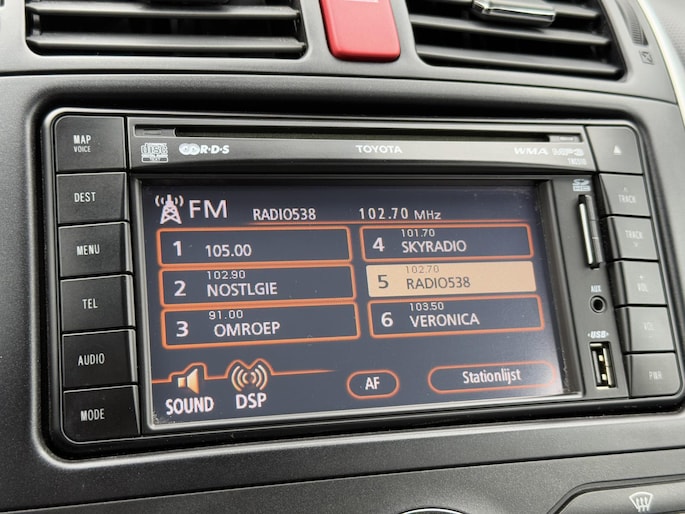 MAP
VOICE
DEST
MENU
TEL
AUDIO
MODE
R·D·S
TOYOTA
WMA MP3
FM RADIO538 102.70 MHz
1 105.00
2 102.90 NOSTLGIE
3 91.00 OMROEP
4 101.70 SKYRADIO
5 102.70 RADIO538
6 103.50 VERONICA
SOUND
DSP
AF
Stationlijst
AUX
USB
TRACK
TRACK
VOL
VOL
PWR